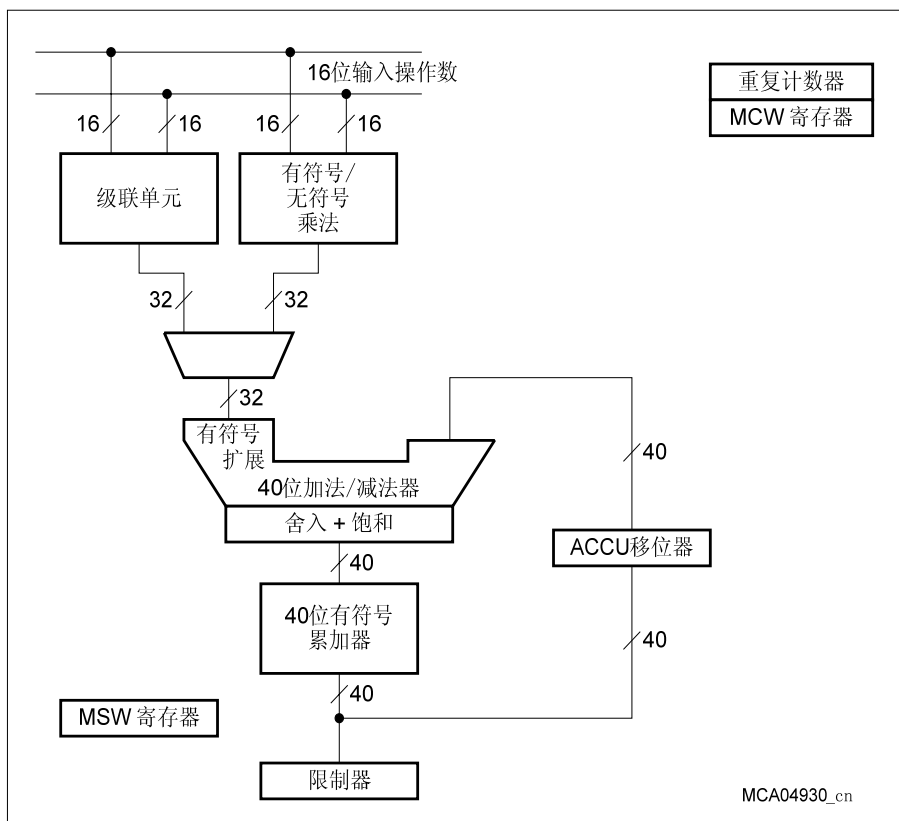 16位输入操作数
重复计数器
MCW 寄存器
16
16
16
16
级联单元
有符号/
无符号
乘法
32
32
32
有符号
扩展
40位加法/减法器
舍入 + 饱和
40
ACCU移位器
40
40位有符号
累加器
40
40
MSW 寄存器
限制器
MCA04930_cn